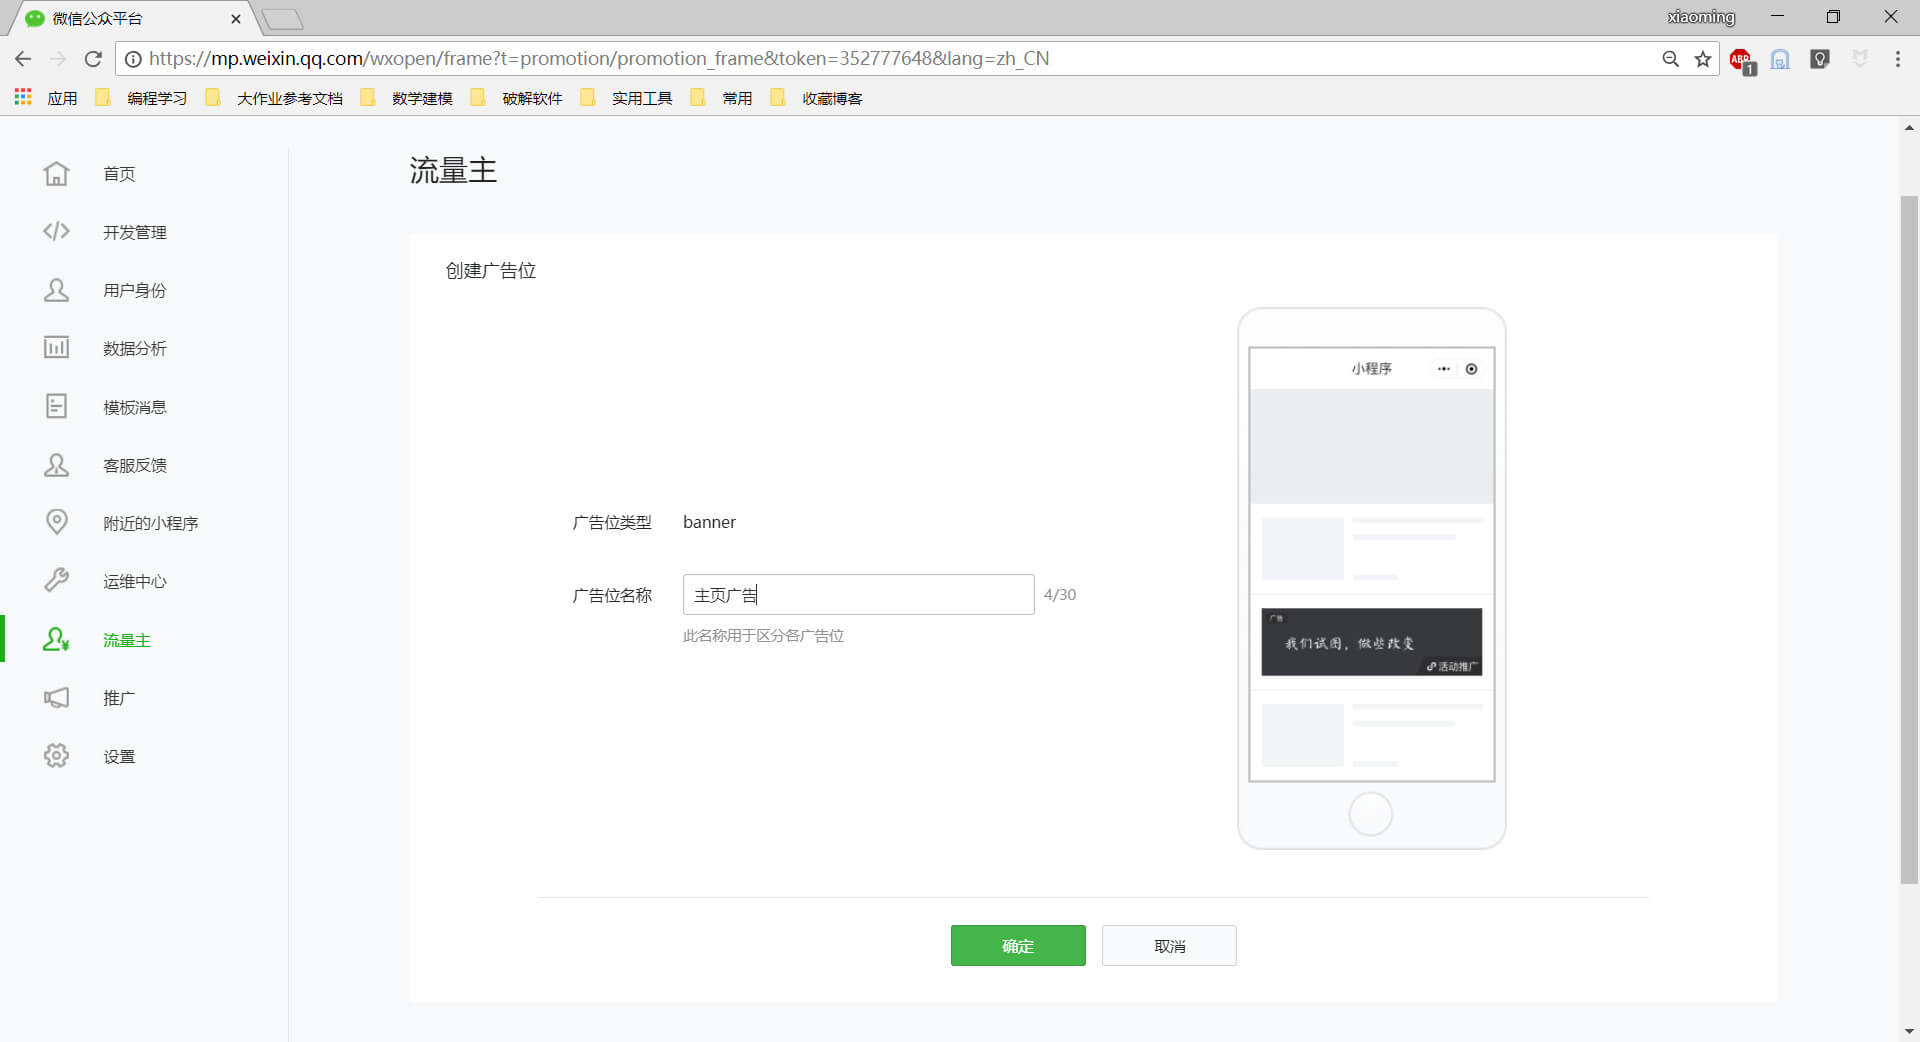 微信公众平台
xiaoming
https://mp.weixin.qq.com/wxopen/frame?t=promotion/promotion_frame&token=352777648&lang=zh_CN
ABP
1
应用
编程学习
大作业参考文档
数学建模
破解软件
实用工具
常用
收藏博客
首页
开发管理
用户身份
数据分析
模板消息
客服反馈
附近的小程序
运维中心
流量主
推广
设置
流量主
创建广告位
广告位类型 banner
广告位名称 主页广告 4/30
此名称用于区分各广告位
小程序
广告
我们试图，做些改变
活动推广
确定
取消